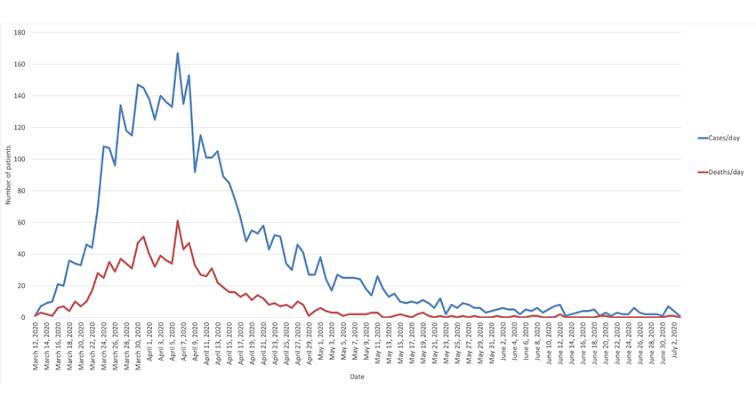 180
160
140
120
100
80
60
40
20
0
Number of patients
Cases/day
Deaths/day
March 12, 2020
March 14, 2020
March 16, 2020
March 18, 2020
March 20, 2020
March 22, 2020
March 24, 2020
March 26, 2020
March 28, 2020
March 30, 2020
April 1, 2020
April 3, 2020
April 5, 2020
April 7, 2020
April 9, 2020
April 11, 2020
April 13, 2020
April 15, 2020
April 17, 2020
April 19, 2020
April 21, 2020
April 23, 2020
April 25, 2020
April 27, 2020
April 29, 2020
May 1, 2020
May 3, 2020
May 5, 2020
May 7, 2020
May 9, 2020
May 11, 2020
May 13, 2020
May 15, 2020
May 17, 2020
May 19, 2020
May 21, 2020
May 23, 2020
May 25, 2020
May 27, 2020
May 29, 2020
May 31, 2020
June 2, 2020
June 4, 2020
June 6, 2020
June 8, 2020
June 10, 2020
June 12, 2020
June 14, 2020
June 16, 2020
June 18, 2020
June 20, 2020
June 22, 2020
June 24, 2020
June 26, 2020
June 28, 2020
June 30, 2020
July 2, 2020
Date